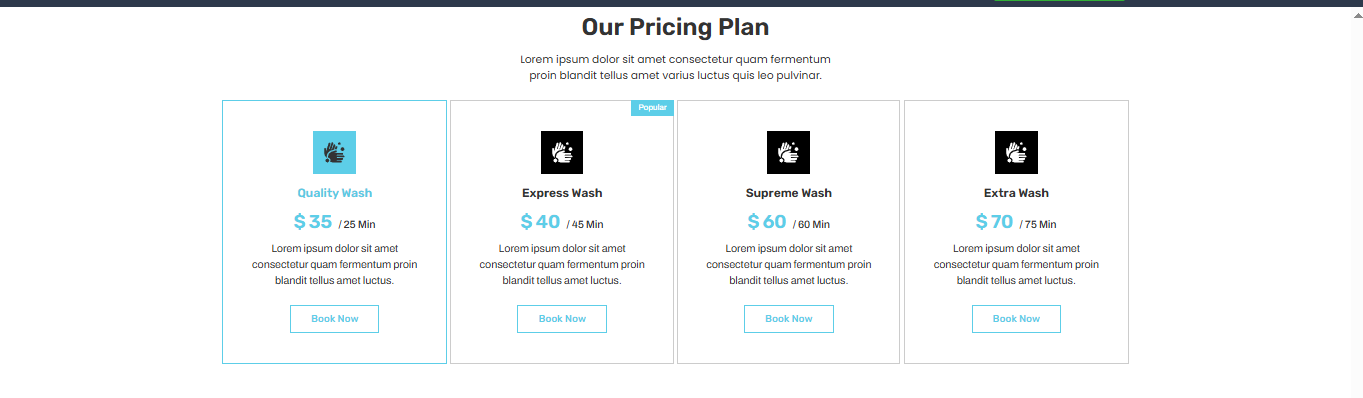 Our Pricing Plan
Lorem ipsum dolor sit amet consectetur quam fermentum
proin blandit tellus amet varius luctus quis leo pulvinar.
Quality Wash
$ 35 / 25 Min
Lorem ipsum dolor sit amet
consectetur quam fermentum proin
blandit tellus amet luctus.
Book Now
Popular
Express Wash
$ 40 / 45 Min
Lorem ipsum dolor sit amet
consectetur quam fermentum proin
blandit tellus amet luctus.
Book Now
Supreme Wash
$ 60 / 60 Min
Lorem ipsum dolor sit amet
consectetur quam fermentum proin
blandit tellus amet luctus.
Book Now
Extra Wash
$ 70 / 75 Min
Lorem ipsum dolor sit amet
consectetur quam fermentum proin
blandit tellus amet luctus.
Book Now